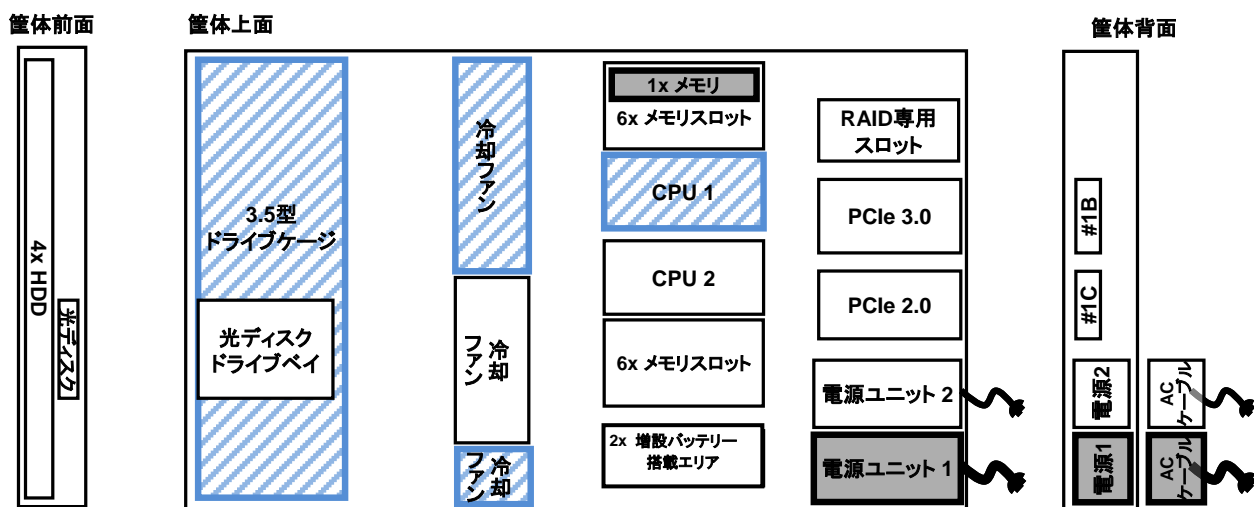 筐体前面
4x HDD
光ディスク
筐体上面
3.5型
ドライブケージ
光ディスク
ドライブベイ
冷却ファン
冷却
ファン
冷却
ファン
1x メモリ
6x メモリスロット
CPU 1
CPU 2
6x メモリスロット
2x 増設バッテリー
搭載エリア
RAID専用
スロット
PCIe 3.0
PCIe 2.0
電源ユニット 2
電源ユニット 1
筐体背面
#1B
#1C
電源2
AC
ケーブル
電源1
AC
ケーブル